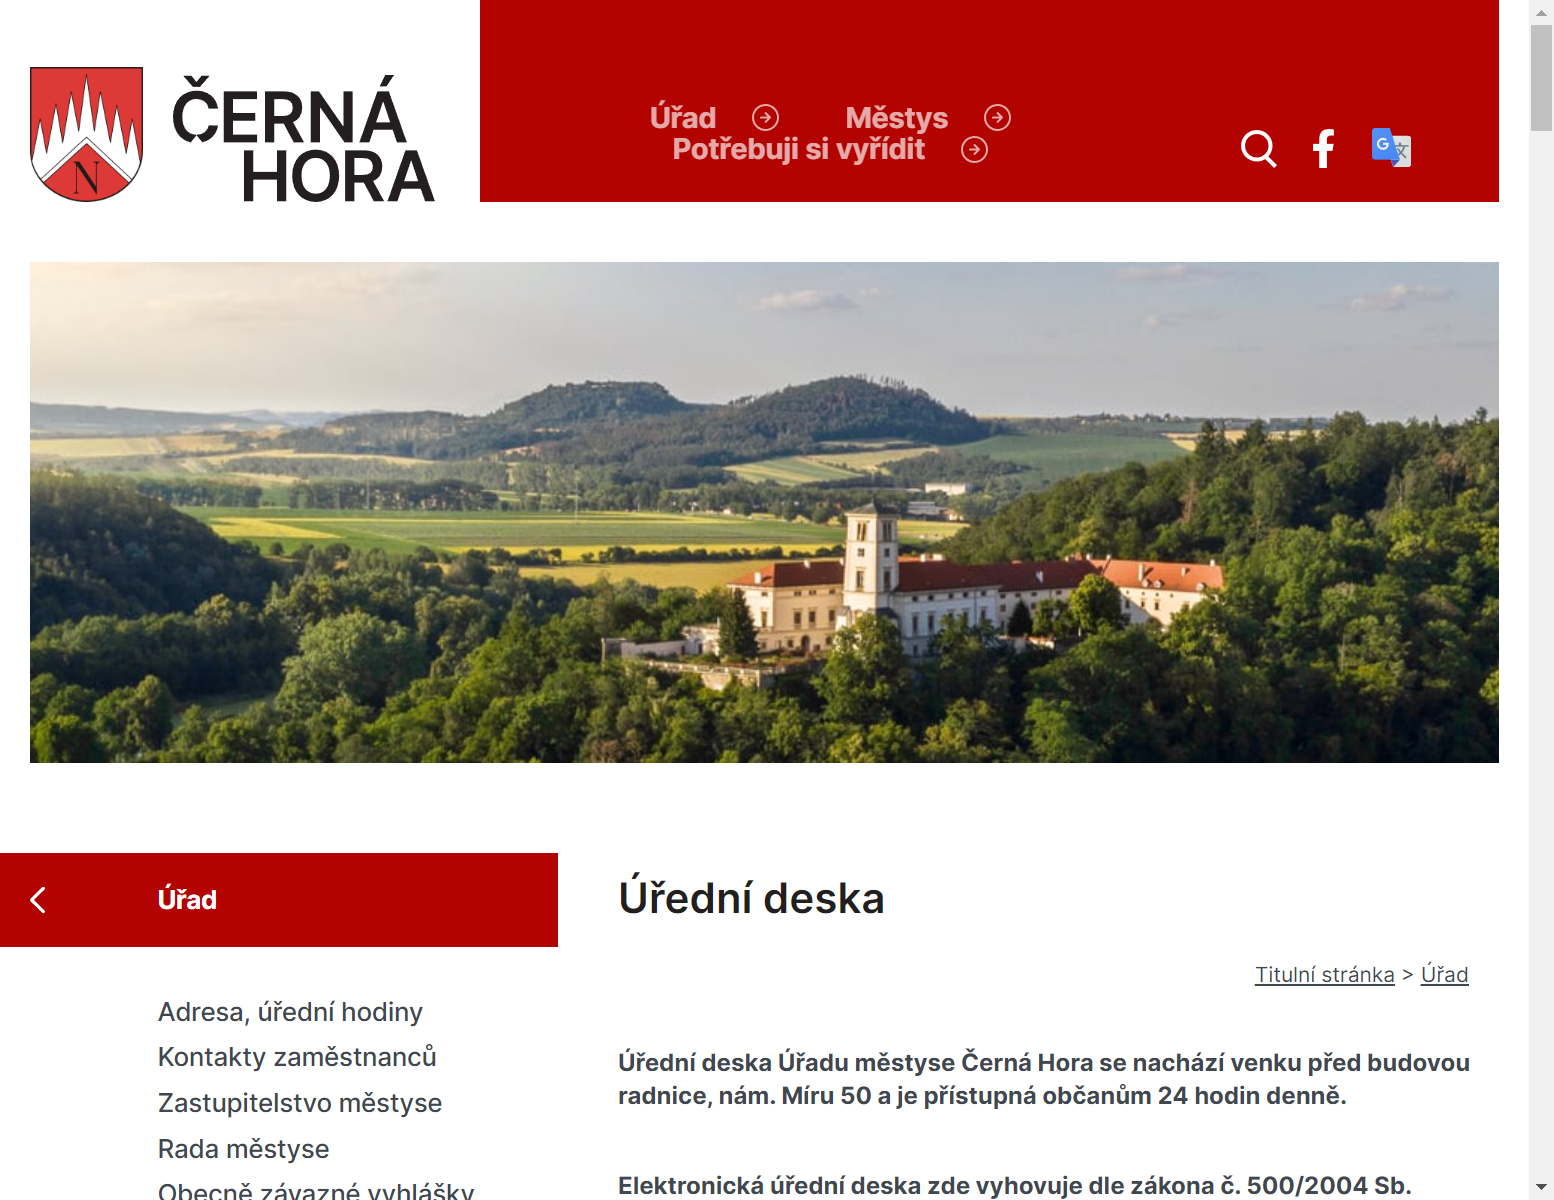 ČERNÁ
HORA
N
Úřad
Městys
Potřebuji si vyřídit
Úřad
Úřední deska
Titulní stránka > Úřad
Adresa, úřední hodiny
Kontakty zaměstnanců
Zastupitelstvo městyse
Rada městyse
Obecně závazné vyhlášky
Úřední deska Úřadu městyse Černá Hora se nachází venku před budovou
radnice, nám. Míru 50 a je přístupná občanům 24 hodin denně.
Elektronická úřední deska zde vyhovuje dle zákona č. 500/2004 Sb.